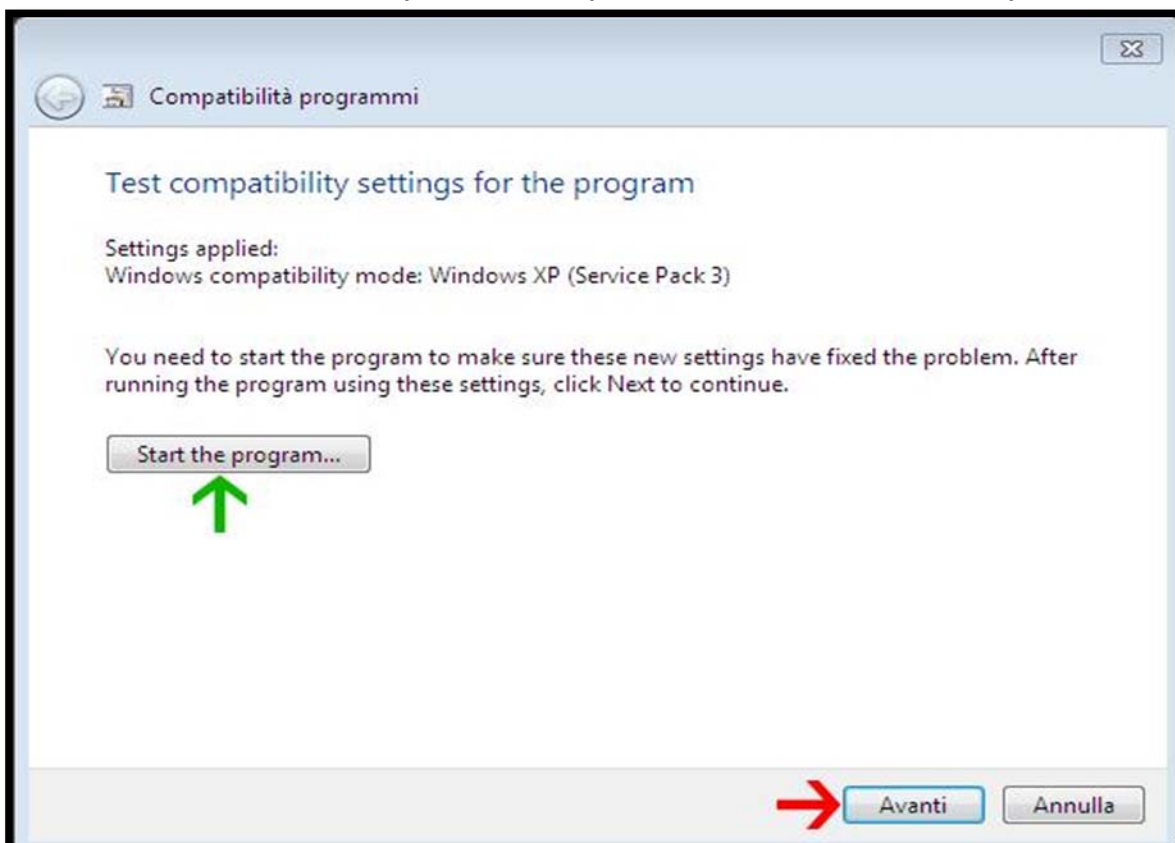 Compatibilità programmi
Test compatibility settings for the program
Settings applied:
Windows compatibility mode: Windows XP (Service Pack 3)
You need to start the program to make sure these new settings have fixed the problem. After
running the program using these settings, click Next to continue.
Start the program...
Avanti Annulla